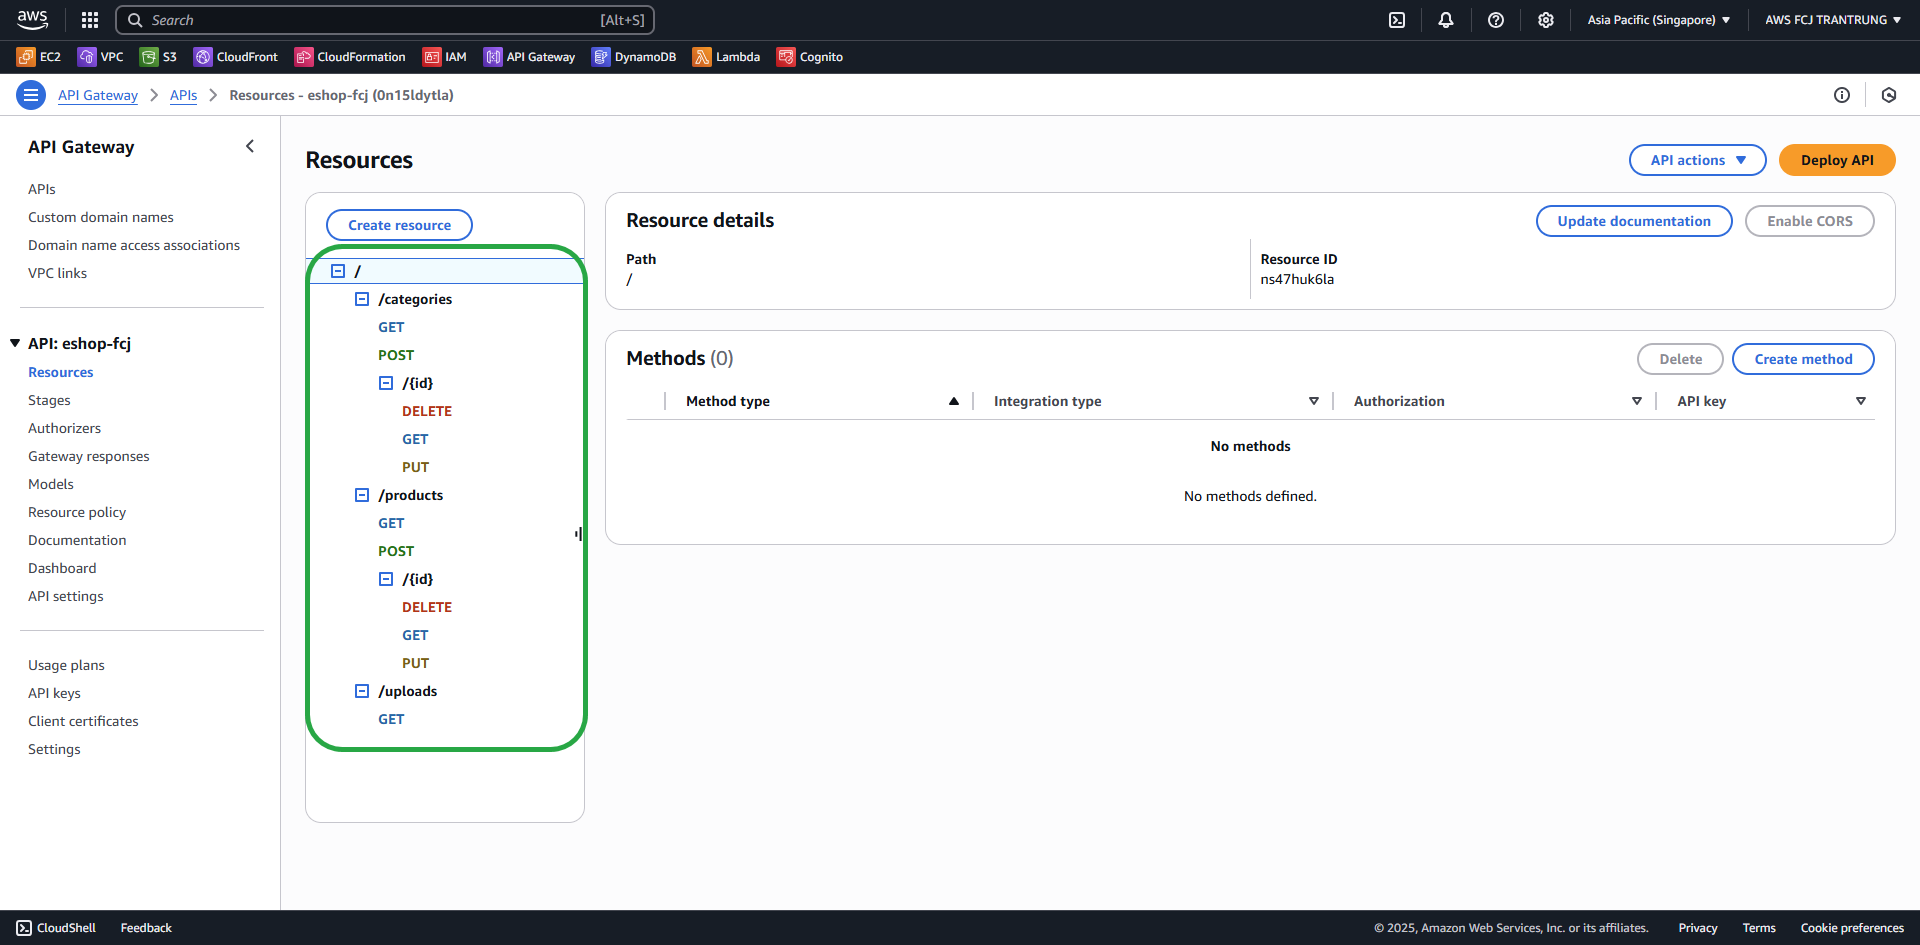 aws
Search [Alt+S]
Asia Pacific (Singapore)
AWS FCJ TRANTRUNG
EC2 VPC S3 CloudFront CloudFormation IAM API Gateway DynamoDB Lambda Cognito
API Gateway APIs Resources - eshop-fcj (0n15ldytla)
API Gateway
APIs
Custom domain names
Domain name access associations
VPC links
API: eshop-fcj
Resources
Stages
Authorizers
Gateway responses
Models
Resource policy
Documentation
Dashboard
API settings
Usage plans
API keys
Client certificates
Settings
Resources
API actions
Deploy API
Create resource
/
/categories
GET
POST
/{id}
DELETE
GET
PUT
/products
GET
POST
/{id}
DELETE
GET
PUT
/uploads
GET
Resource details
Update documentation
Enable CORS
Path
/
Resource ID
ns47huk6la
Methods (0)
Delete
Create method
Method type Integration type Authorization API key
No methods
No methods defined.
CloudShell Feedback
© 2025, Amazon Web Services, Inc. or its affiliates. Privacy Terms Cookie preferences